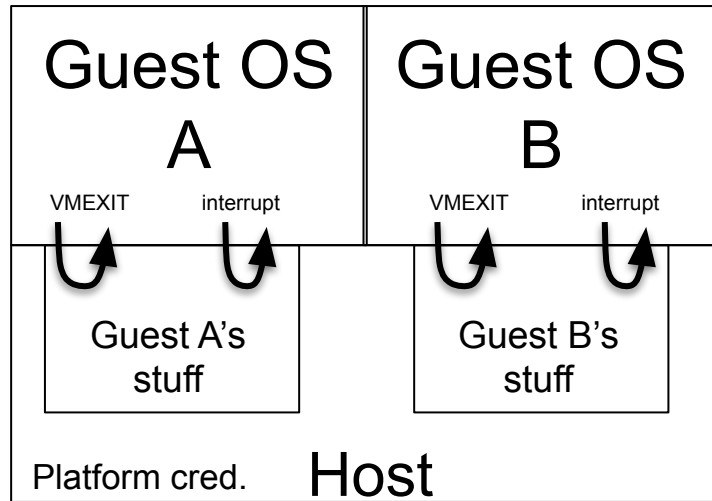 Guest OS
A
Guest OS
B
VMEXIT
interrupt
VMEXIT
interrupt
Guest A’s
stuff
Guest B’s
stuff
Platform cred.
Host